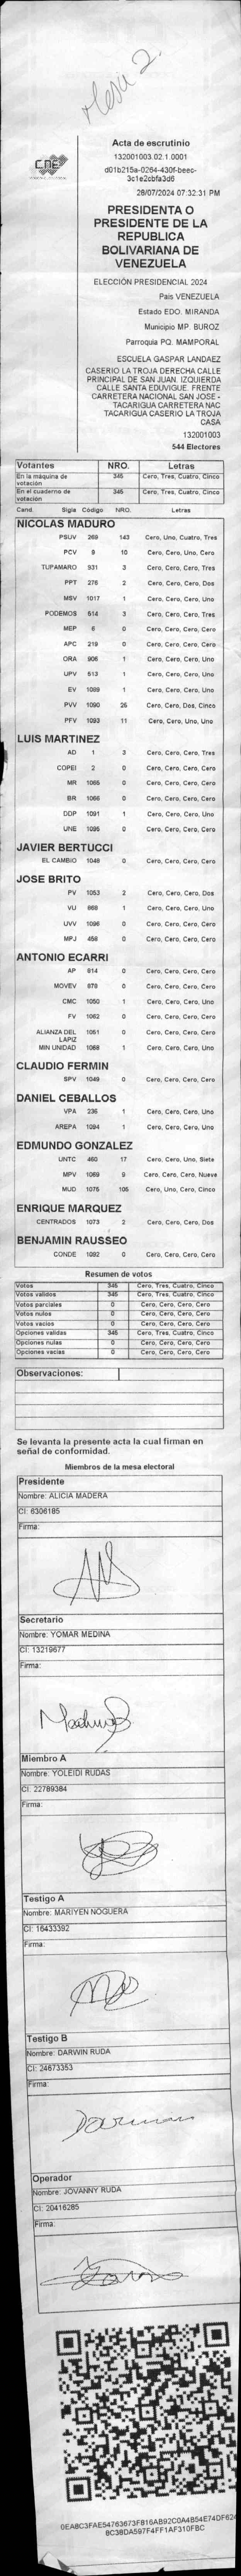 Mesa 2.
CNE
Acta de escrutinio
132001003.02.1.0001
d01b215a-0264-430f-beec-
3c1e2cbfa3d6
28/07/2024 07:32:31 PM
PRESIDENTA O
PRESIDENTE DE LA
REPUBLICA
BOLIVARIANA DE
VENEZUELA
ELECCIÓN PRESIDENCIAL 2024
Pais VENEZUELA
Estado EDO. MIRANDA
Municipio MP. BUROZ
Parroquia PQ. MAMPORAL
ESCUELA GASPAR LANDAEZ
CASERIO LA TROJA DERECHA CALLE
PRINCIPAL DE SAN JUAN. IZQUIERDA
CALLE SANTA EDUVIGUE. FRENTE
CARRETERA NACIONAL SAN JOSE -
TACARIGUA CARRETERA NAC
TACARIGUA CASERIO LA TROJA
CASA
132001003
544 Electores
Votantes NRO. Letras
En la máquina de votación 345 Cero, Tres, Cuatro, Cinco
En el cuaderno de votación 345 Cero, Tres, Cuatro, Cinco
Cand. Sigla Código NRO. Letras
NICOLAS MADURO
PSUV 269 143 Cero, Uno, Cuatro, Tres
PCV 9 10 Cero, Cero, Uno, Cero
TUPAMARO 931 3 Cero, Cero, Cero, Tres
PPT 276 2 Cero, Cero, Cero, Dos
MSV 1017 1 Cero, Cero, Cero, Uno
PODEMOS 514 3 Cero, Cero, Cero, Tres
MEP 6 0 Cero, Cero, Cero, Cero
APC 219 0 Cero, Cero, Cero, Cero
ORA 906 1 Cero, Cero, Cero, Uno
UPV 513 1 Cero, Cero, Cero, Uno
EV 1089 1 Cero, Cero, Cero, Uno
PVV 1090 26 Cero, Cero, Dos, Cinco
PFV 1093 11 Cero, Cero, Uno, Uno
LUIS MARTINEZ
AD 1 3 Cero, Cero, Cero, Tres
COPEI 2 0 Cero, Cero, Cero, Cero
MR 1065 0 Cero, Cero, Cero, Cero
BR 1066 0 Cero, Cero, Cero, Cero
DDP 1091 1 Cero, Cero, Cero, Uno
UNE 1095 0 Cero, Cero, Cero, Cero
JAVIER BERTUCCI
EL CAMBIO 1048 0 Cero, Cero, Cero, Cero
JOSE BRITO
PV 1053 2 Cero, Cero, Cero, Dos
VU 868 1 Cero, Cero, Cero, Uno
UVV 1096 0 Cero, Cero, Cero, Cero
MPJ 458 0 Cero, Cero, Cero, Cero
ANTONIO ECARRI
AP 914 0 Cero, Cero, Cero, Cero
MOVEV 979 0 Cero, Cero, Cero, Cero
CMC 1050 1 Cero, Cero, Cero, Uno
FV 1062 0 Cero, Cero, Cero, Cero
ALIANZA DEL LAPIZ 1051 0 Cero, Cero, Cero, Cero
MIN UNIDAD 1068 1 Cero, Cero, Cero, Uno
CLAUDIO FERMIN
SPV 1049 0 Cero, Cero, Cero, Cero
DANIEL CEBALLOS
VPA 236 1 Cero, Cero, Cero, Uno
AREPA 1094 1 Cero, Cero, Cero, Uno
EDMUNDO GONZALEZ
UNTC 460 17 Cero, Cero, Uno, Siete
MPV 1069 9 Cero, Cero, Cero, Nueve
MUD 1075 105 Cero, Uno, Cero, Cinco
ENRIQUE MARQUEZ
CENTRADOS 1073 2 Cero, Cero, Cero, Dos
BENJAMIN RAUSSEO
CONDE 1092 0 Cero, Cero, Cero, Cero
Resumen de votos
Votos 345 Cero, Tres, Cuatro, Cinco
Votos validos 345 Cero, Tres, Cuatro, Cinco
Votos parciales 0 Cero, Cero, Cero, Cero
Votos nulos 0 Cero, Cero, Cero, Cero
Votos vacios 0 Cero, Cero, Cero, Cero
Opciones validas 345 Cero, Tres, Cuatro, Cinco
Opciones nulas 0 Cero, Cero, Cero, Cero
Opciones vacias 0 Cero, Cero, Cero, Cero
Observaciones:
Se levanta la presente acta la cual firman en
señal de conformidad.
Miembros de la mesa electoral
Presidente
Nombre: ALICIA MADERA
CI: 6306185
Firma:
Secretario
Nombre: YOMAR MEDINA
CI: 13219677
Firma:
Miembro A
Nombre: YOLEIDI RUDAS
CI: 22789384
Firma:
Testigo A
Nombre: MARIYEN NOGUERA
CI: 16433392
Firma:
Testigo B
Nombre: DARWIN RUDA
CI: 24673353
Firma:
Darwin
Operador
Nombre: JOVANNY RUDA
CI: 20416285
Firma:
0EA8C3FAE54763673FB16AB92C0A4B54E74DF624
8C38DA597F4FF1AF310FBC